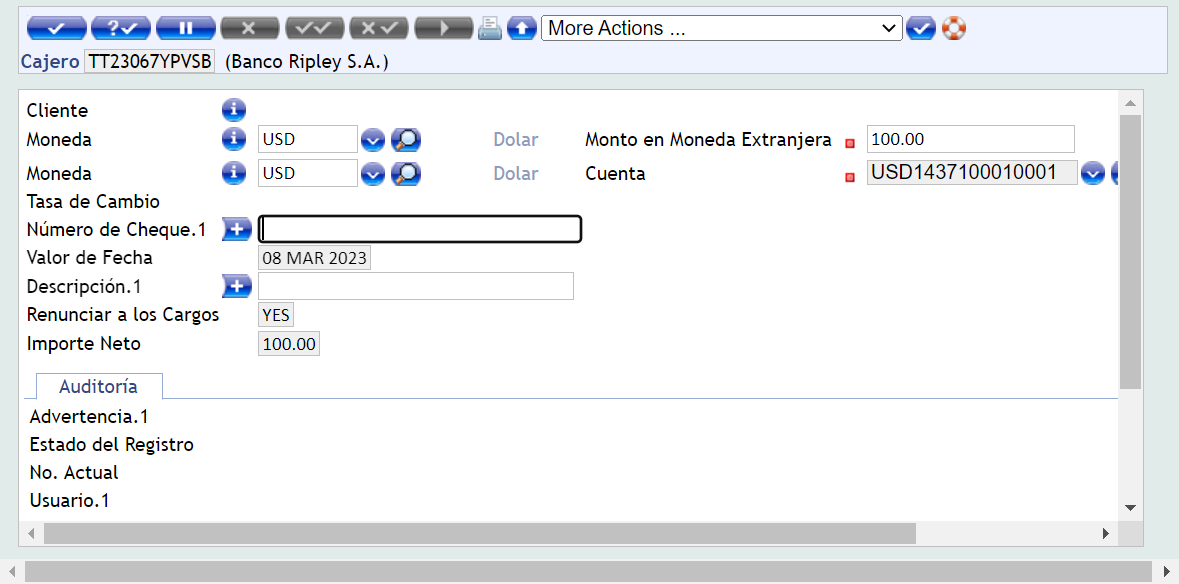 More Actions ...
Cajero TT23067YPVSB (Banco Ripley S.A.)
Cliente
Moneda USD Dolar Monto en Moneda Extranjera 100.00
Moneda USD Dolar Cuenta USD1437100010001
Tasa de Cambio
Número de Cheque.1
Valor de Fecha 08 MAR 2023
Descripción.1
Renunciar a los Cargos YES
Importe Neto 100.00
Auditoría
Advertencia.1
Estado del Registro
No. Actual
Usuario.1